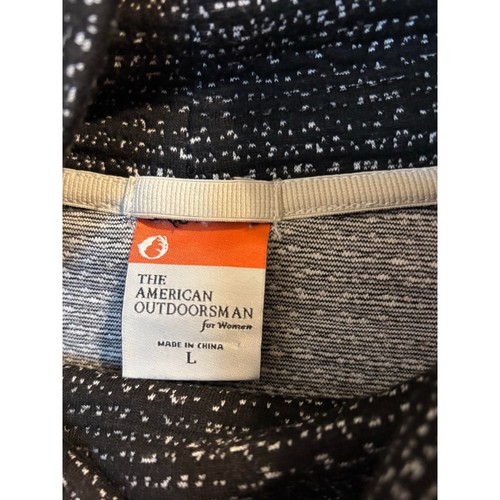 THE
AMERICAN
OUTDOORSMAN
for Women
MADE IN CHINA
L